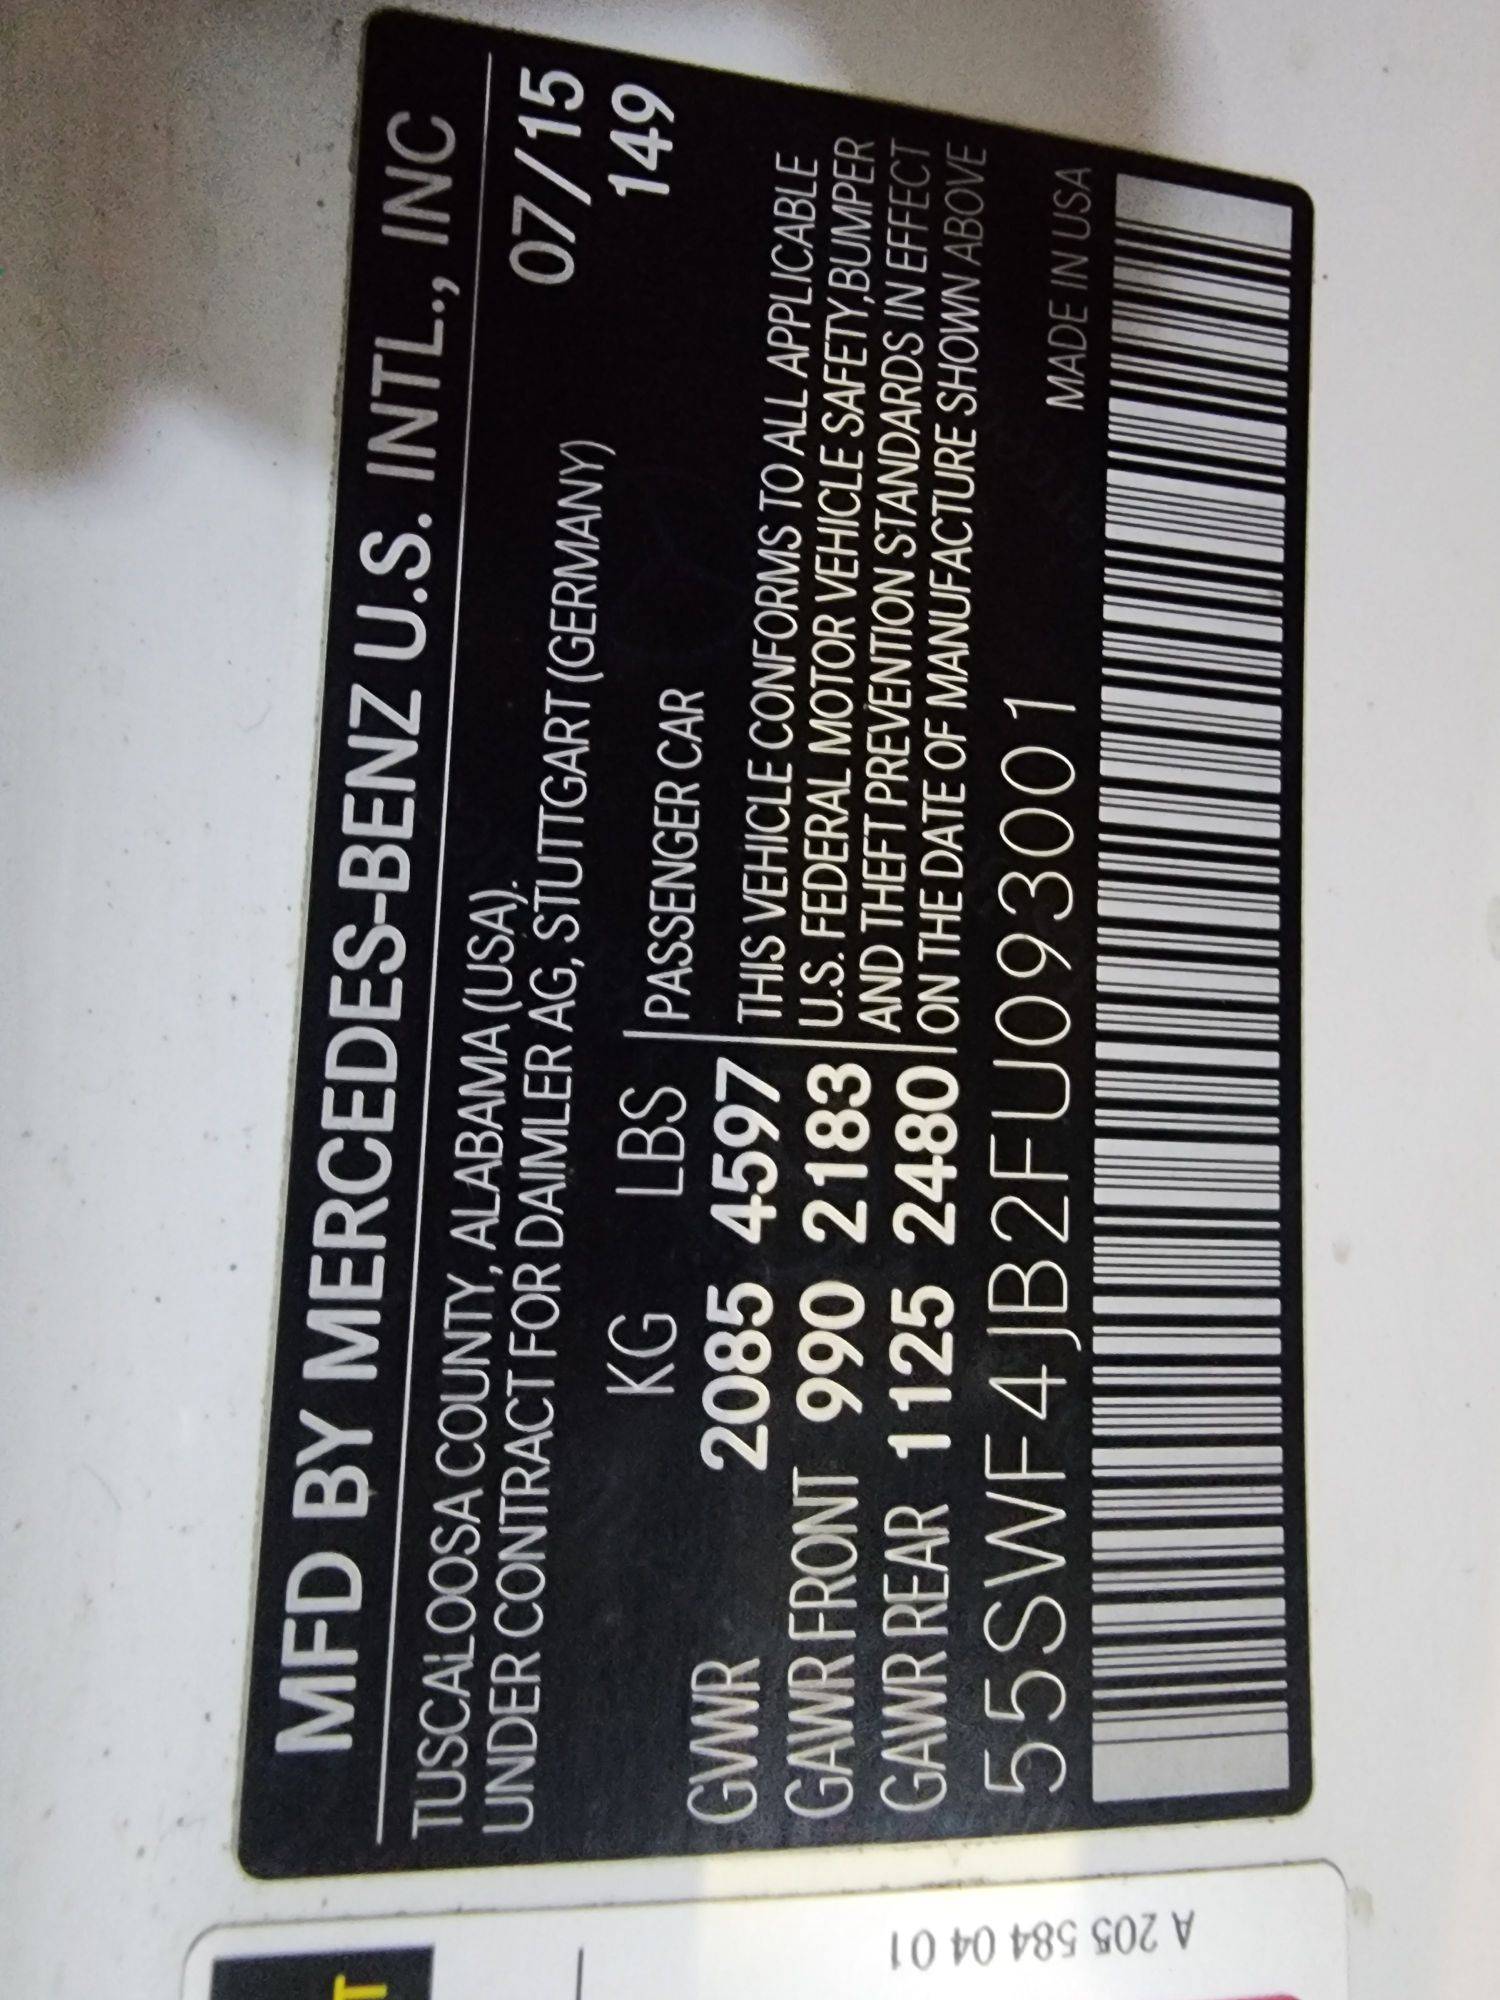 MFD BY MERCEDES-BENZ U.S. INTL., INC
TUSCALOOSA COUNTY, ALABAMA (USA). 07/15
UNDER CONTRACT FOR DAIMLER AG, STUTTGART (GERMANY) 149
KG LBS PASSENGER CAR
GVWR 2085 4597 THIS VEHICLE CONFORMS TO ALL APPLICABLE
GAWR FRONT 990 2183 U.S. FEDERAL MOTOR VEHICLE SAFETY,BUMPER
AND THEFT PREVENTION STANDARDS IN EFFECT
GAWR REAR 1125 2480 ON THE DATE OF MANUFACTURE SHOWN ABOVE
55SWF4JB2FU093001 MADE IN USA
A 205 584 04 01
T